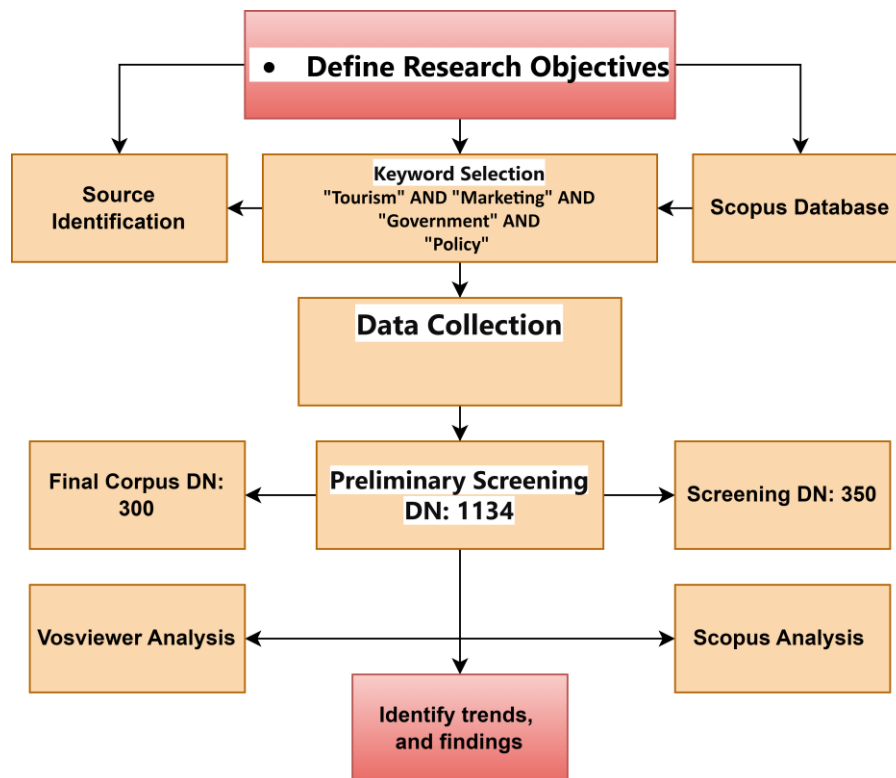 • Define Research Objectives
Source
Identification
Keyword Selection
"Tourism" AND "Marketing" AND
"Government" AND
"Policy"
Scopus Database
Data Collection
Final Corpus DN:
300
Preliminary Screening
DN: 1134
Screening DN: 350
Vosviewer Analysis
Scopus Analysis
Identify trends,
and findings